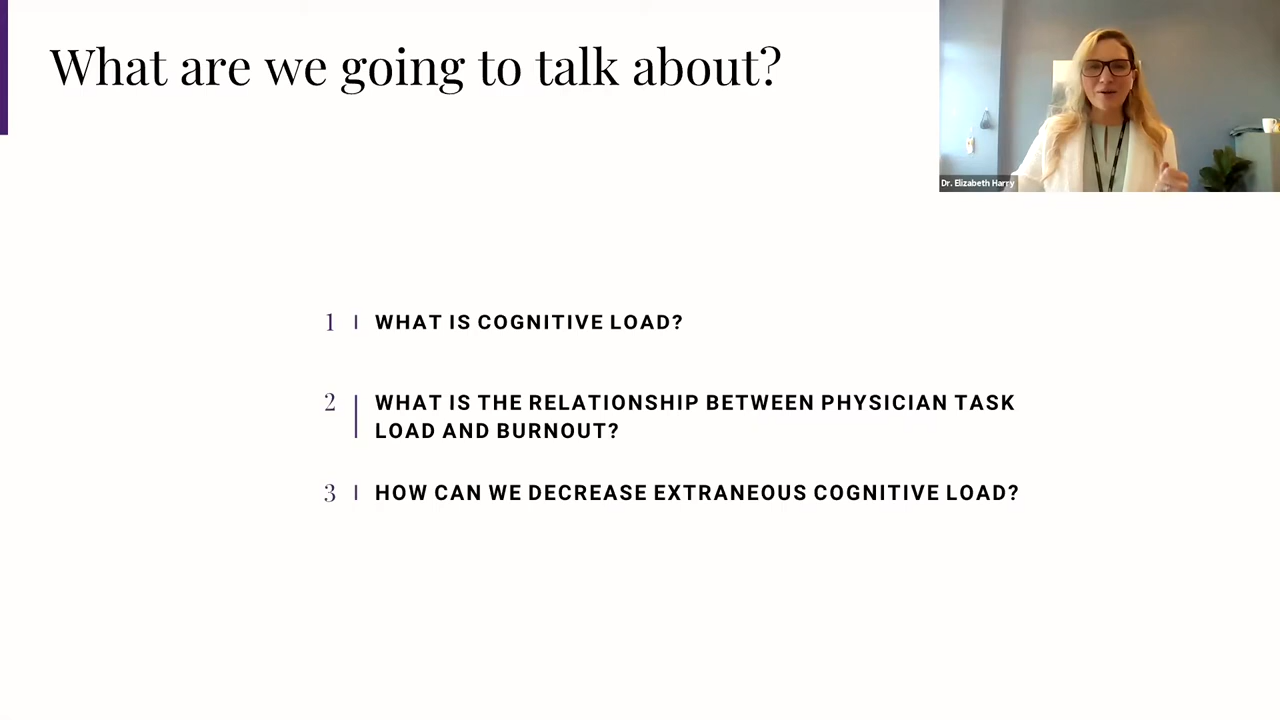 What are we going to talk about?
Dr. Elizabeth Harry
1 WHAT IS COGNITIVE LOAD?
2 WHAT IS THE RELATIONSHIP BETWEEN PHYSICIAN TASK
LOAD AND BURNOUT?
3 HOW CAN WE DECREASE EXTRANEOUS COGNITIVE LOAD?